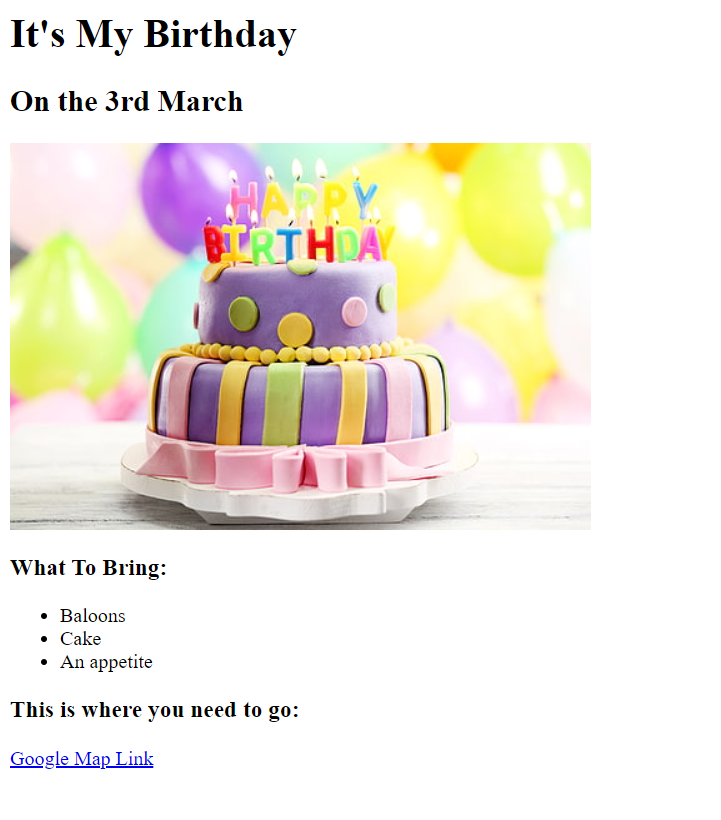 It's My Birthday
On the 3rd March
HAPPY
BIRTHDAY
What To Bring:
Baloons
Cake
An appetite
This is where you need to go:
Google Map Link